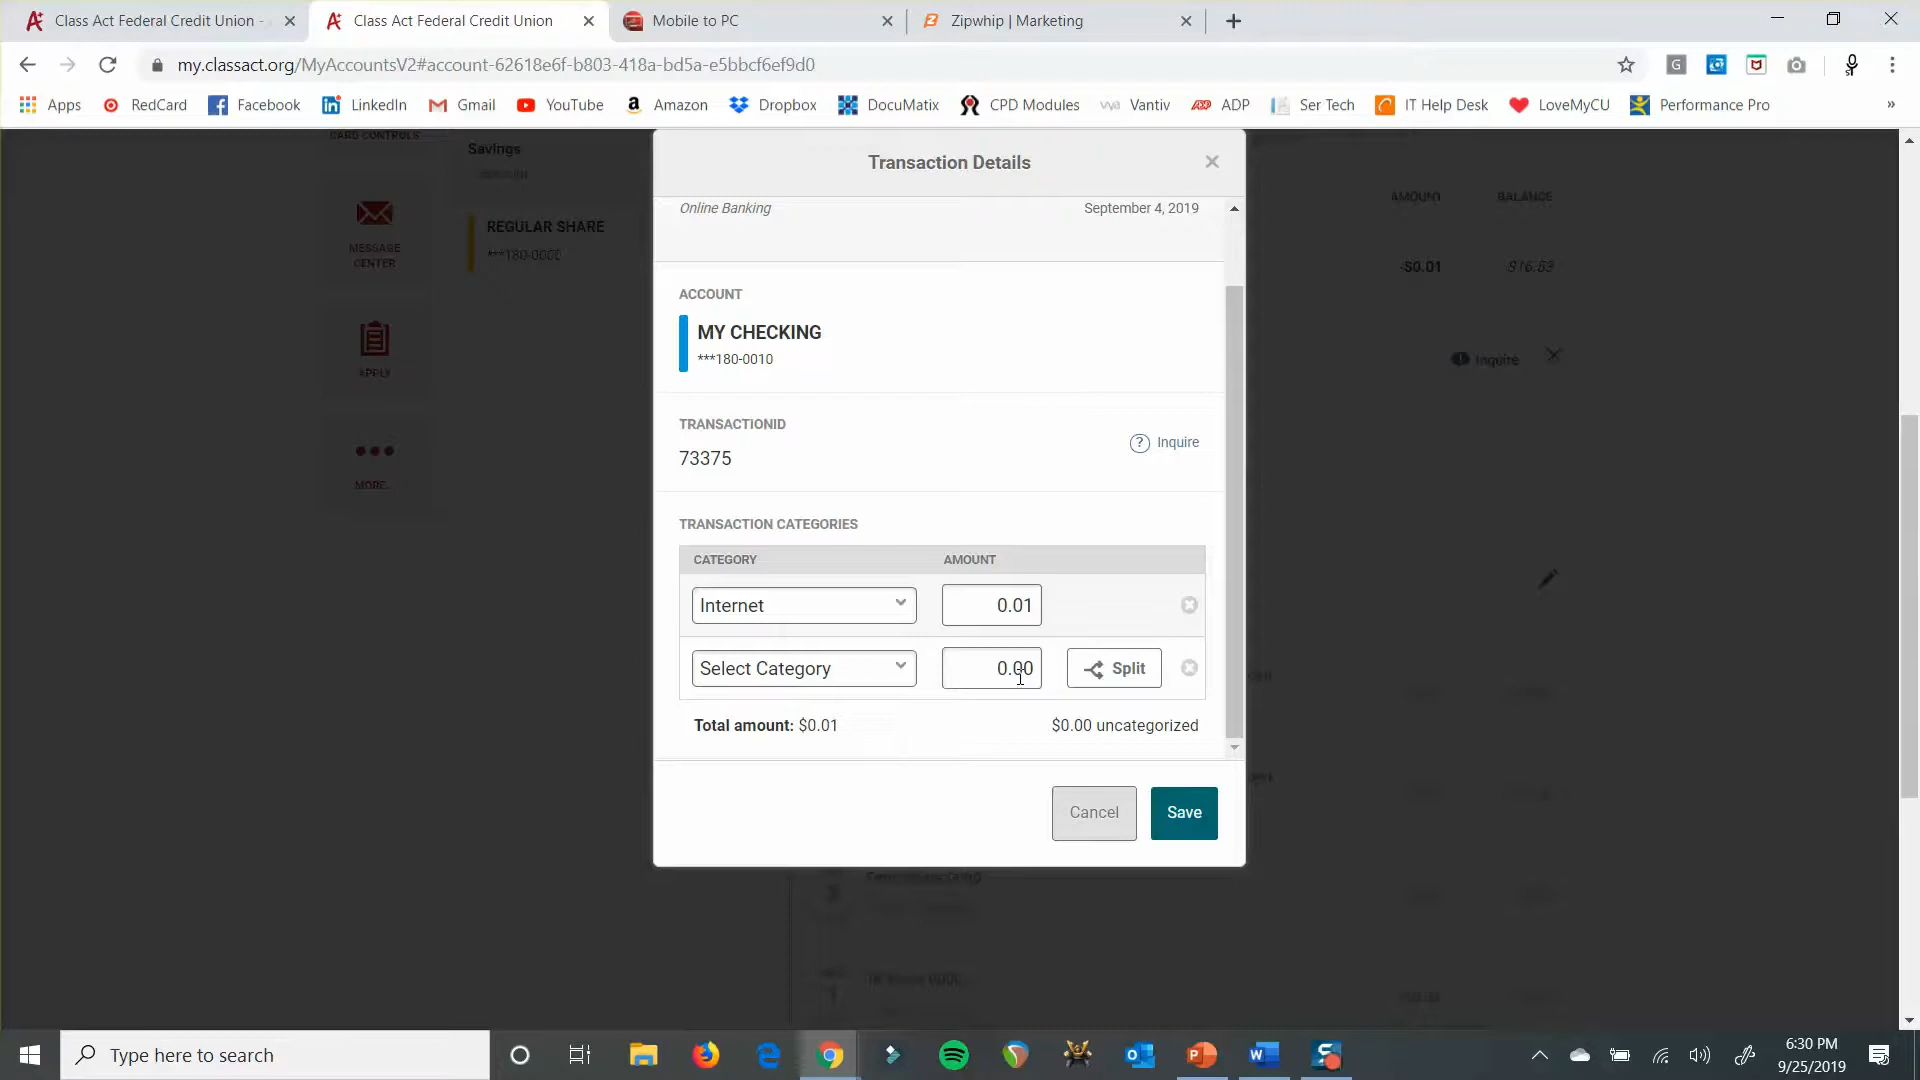 Class Act Federal Credit Union -
Class Act Federal Credit Union
Mobile to PC
Zipwhip | Marketing
my.classact.org/MyAccountsV2#account-62618e6f-b803-418a-bd5a-e5bbcf6ef9d0
Apps
RedCard
Facebook
LinkedIn
Gmail
YouTube
Amazon
Dropbox
DocuMatix
CPD Modules
Vantiv
ADP
Ser Tech
IT Help Desk
LoveMyCU
Performance Pro
»
CARD CONTROLS
MESSAGE
CENTER
APPLY
MORE...
Savings
REGULAR SHARE
***180-0000
AMOUNT
BALANCE
-$0.01
$16.53
Inquire
Transaction Details
Online Banking
September 4, 2019
ACCOUNT
MY CHECKING
***180-0010
TRANSACTIONID
73375
Inquire
TRANSACTION CATEGORIES
CATEGORY AMOUNT
Internet 0.01
Select Category 0.00 Split
Total amount: $0.01
$0.00 uncategorized
Cancel
Save
Type here to search
6:30 PM
9/25/2019